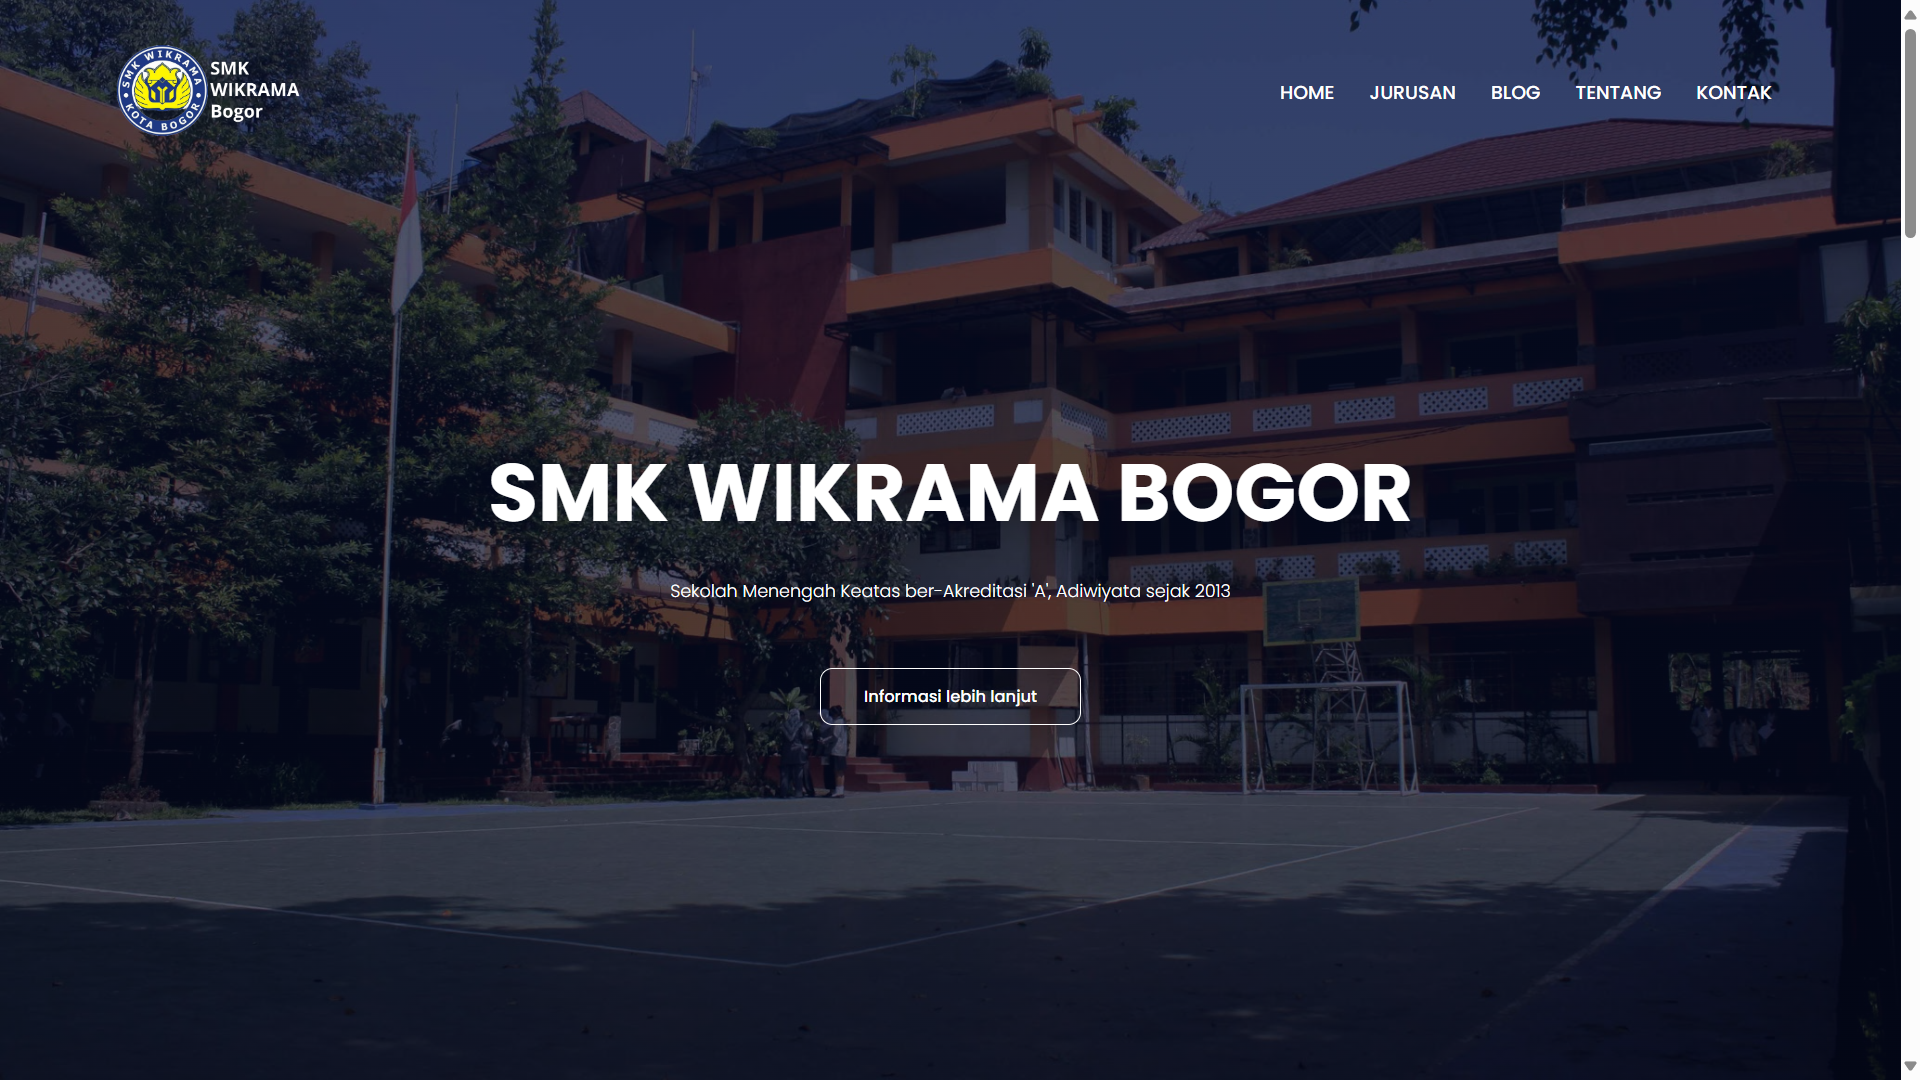 SMK WIKRAMA
KOTA BOGOR
SMK
WIKRAMA
Bogor
HOME JURUSAN BLOG TENTANG KONTAK
SMK WIKRAMA BOGOR
Sekolah Menengah Keatas ber-Akreditasi 'A', Adiwiyata sejak 2013
Informasi lebih lanjut